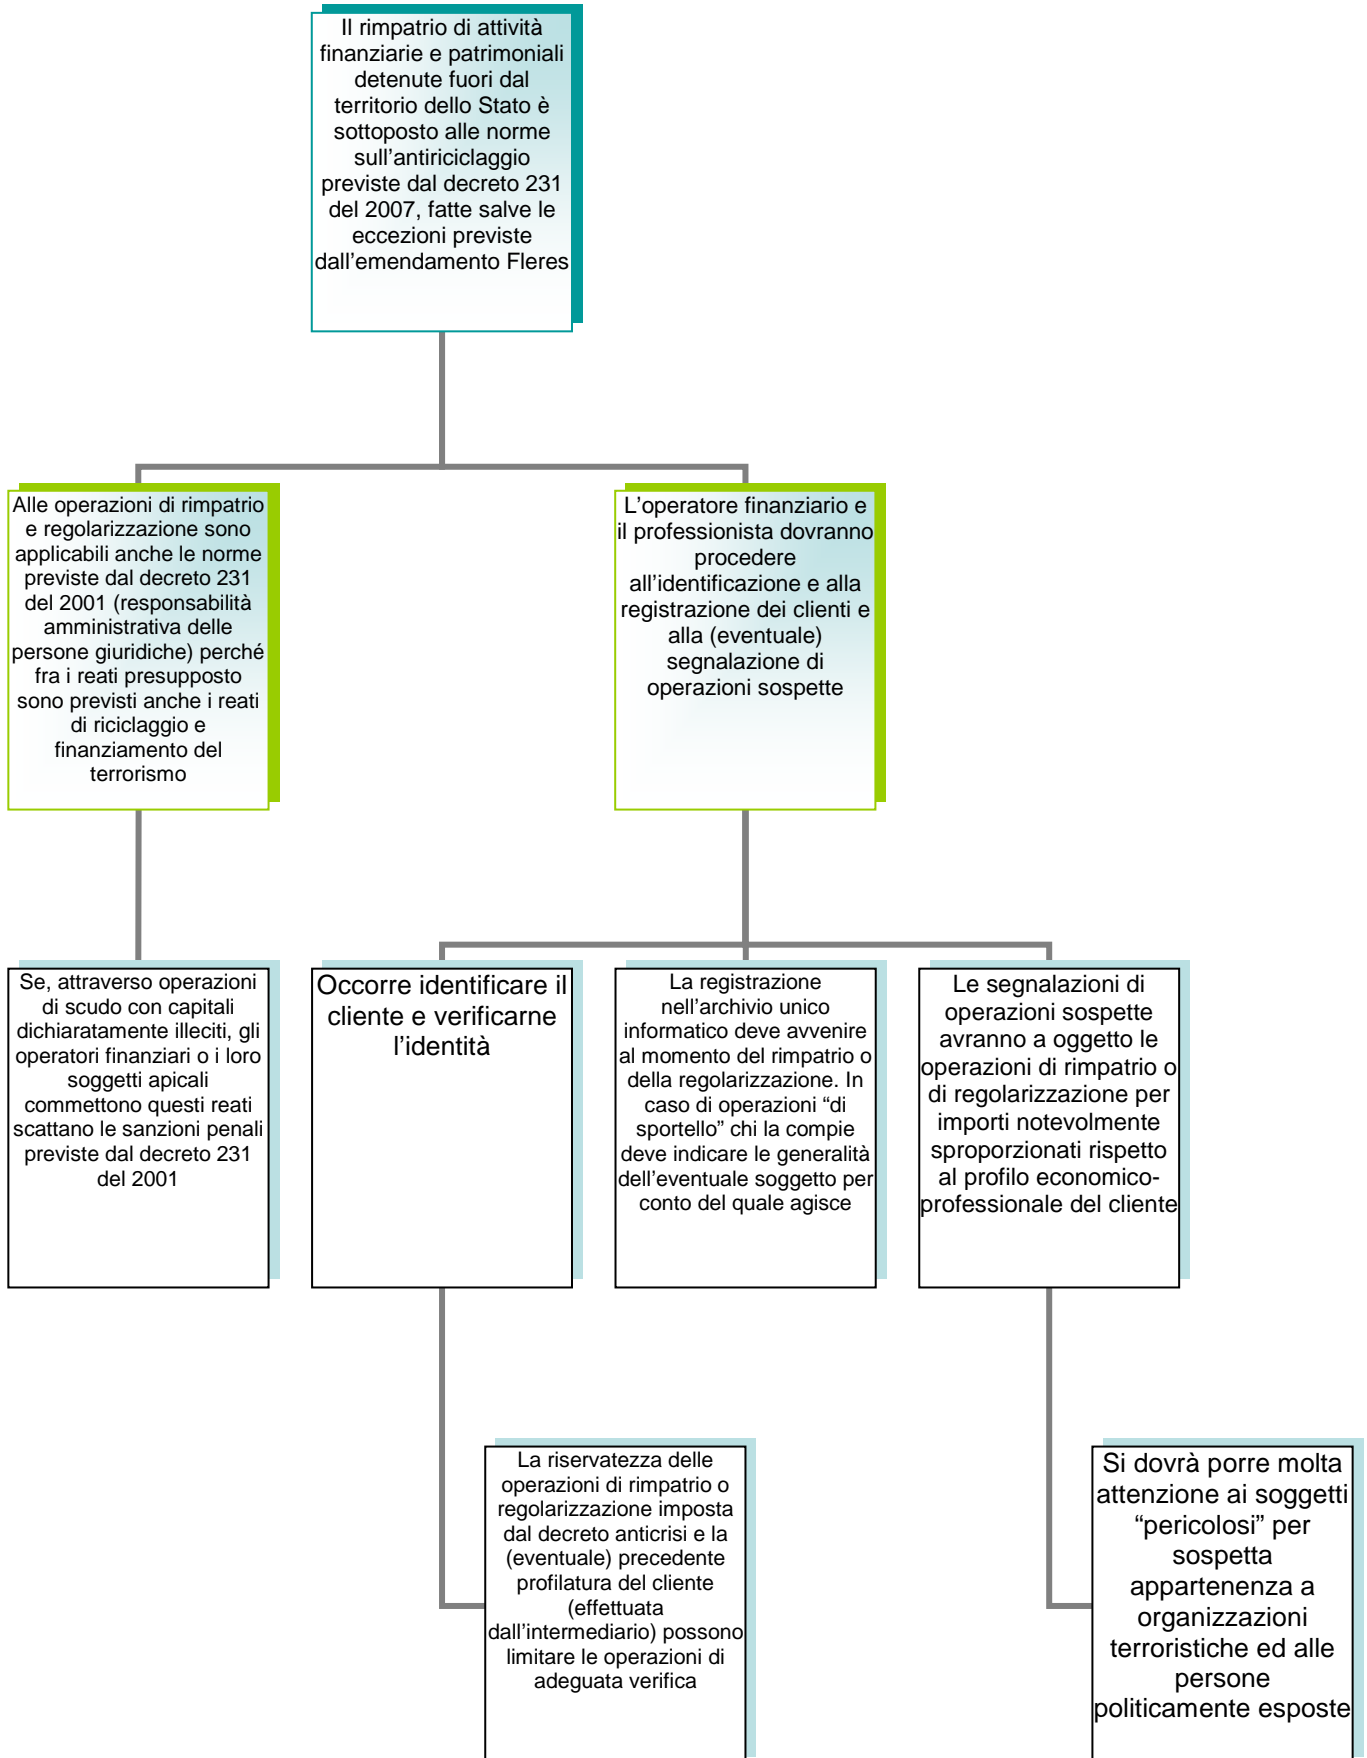 Il rimpatrio di attività
finanziarie e patrimoniali
detenute fuori dal
territorio dello Stato è
sottoposto alle norme
sull’antiriciclaggio
previste dal decreto 231
del 2007, fatte salve le
eccezioni previste
dall’emendamento Fleres
Alle operazioni di rimpatrio
e regolarizzazione sono
applicabili anche le norme
previste dal decreto 231
del 2001 (responsabilità
amministrativa delle
persone giuridiche) perché
fra i reati presupposto
sono previsti anche i reati
di riciclaggio e
finanziamento del
terrorismo
L’operatore finanziario e
il professionista dovranno
procedere
all’identificazione e alla
registrazione dei clienti e
alla (eventuale)
segnalazione di
operazioni sospette
Se, attraverso operazioni
di scudo con capitali
dichiaratamente illeciti, gli
operatori finanziari o i loro
soggetti apicali
commettono questi reati
scattano le sanzioni penali
previste dal decreto 231
del 2001
Occorre identificare il
cliente e verificarne
l’identità
La registrazione
nell’archivio unico
informatico deve avvenire
al momento del rimpatrio o
della regolarizzazione. In
caso di operazioni “di
sportello” chi la compie
deve indicare le generalità
dell’eventuale soggetto per
conto del quale agisce
Le segnalazioni di
operazioni sospette
avranno a oggetto le
operazioni di rimpatrio o
di regolarizzazione per
importi notevolmente
sproporzionati rispetto
al profilo economico-
professionale del cliente
La riservatezza delle
operazioni di rimpatrio o
regolarizzazione imposta
dal decreto anticrisi e la
(eventuale) precedente
profilatura del cliente
(effettuata
dall’intermediario) possono
limitare le operazioni di
adeguata verifica
Si dovrà porre molta
attenzione ai soggetti
“pericolosi” per
sospetta
appartenenza a
organizzazioni
terroristiche ed alle
persone
politicamente esposte